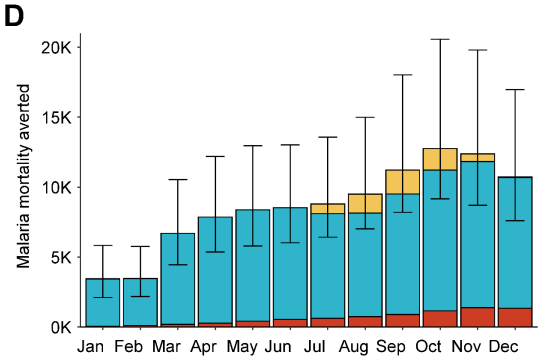 D
Malaria mortality averted
20K
15K
10K
5K
0K
Jan Feb Mar Apr May Jun Jul Aug Sep Oct Nov Dec